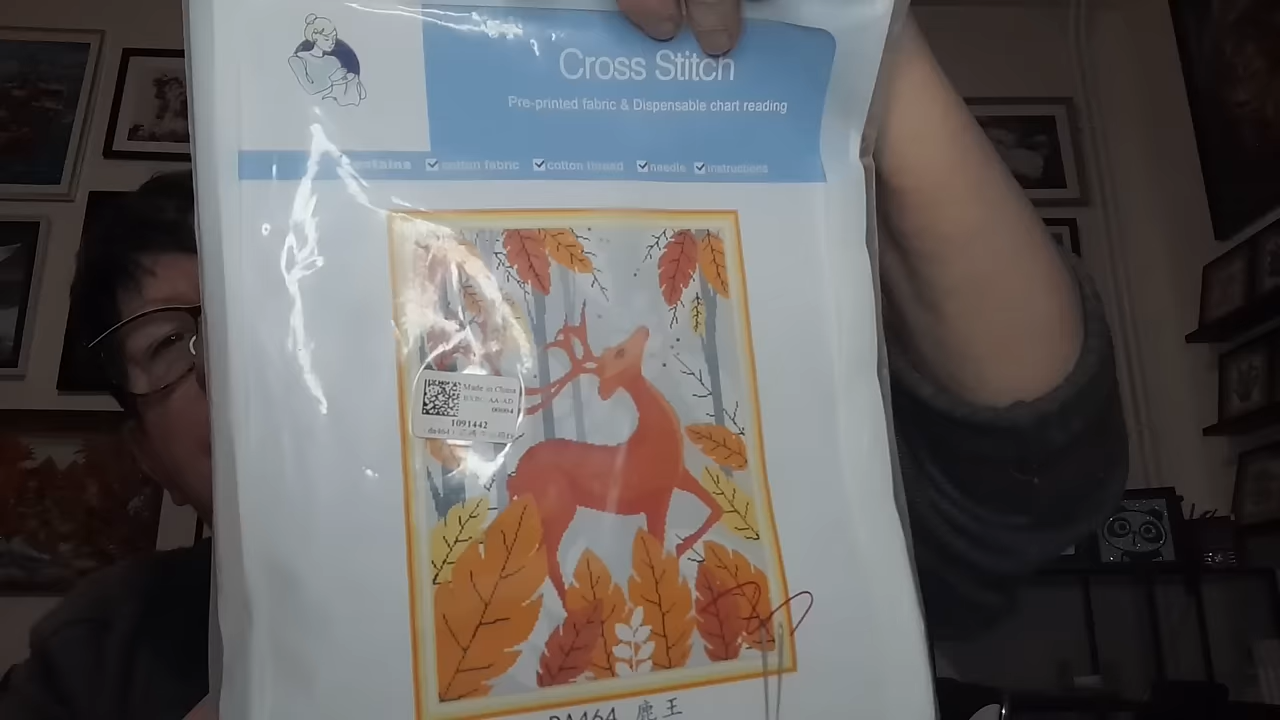 Cross Stitch
Pre-printed fabric & Dispensable chart reading
cotton fabric cotton thread needle instructions
Made in China
1091442
DA464 鹿王